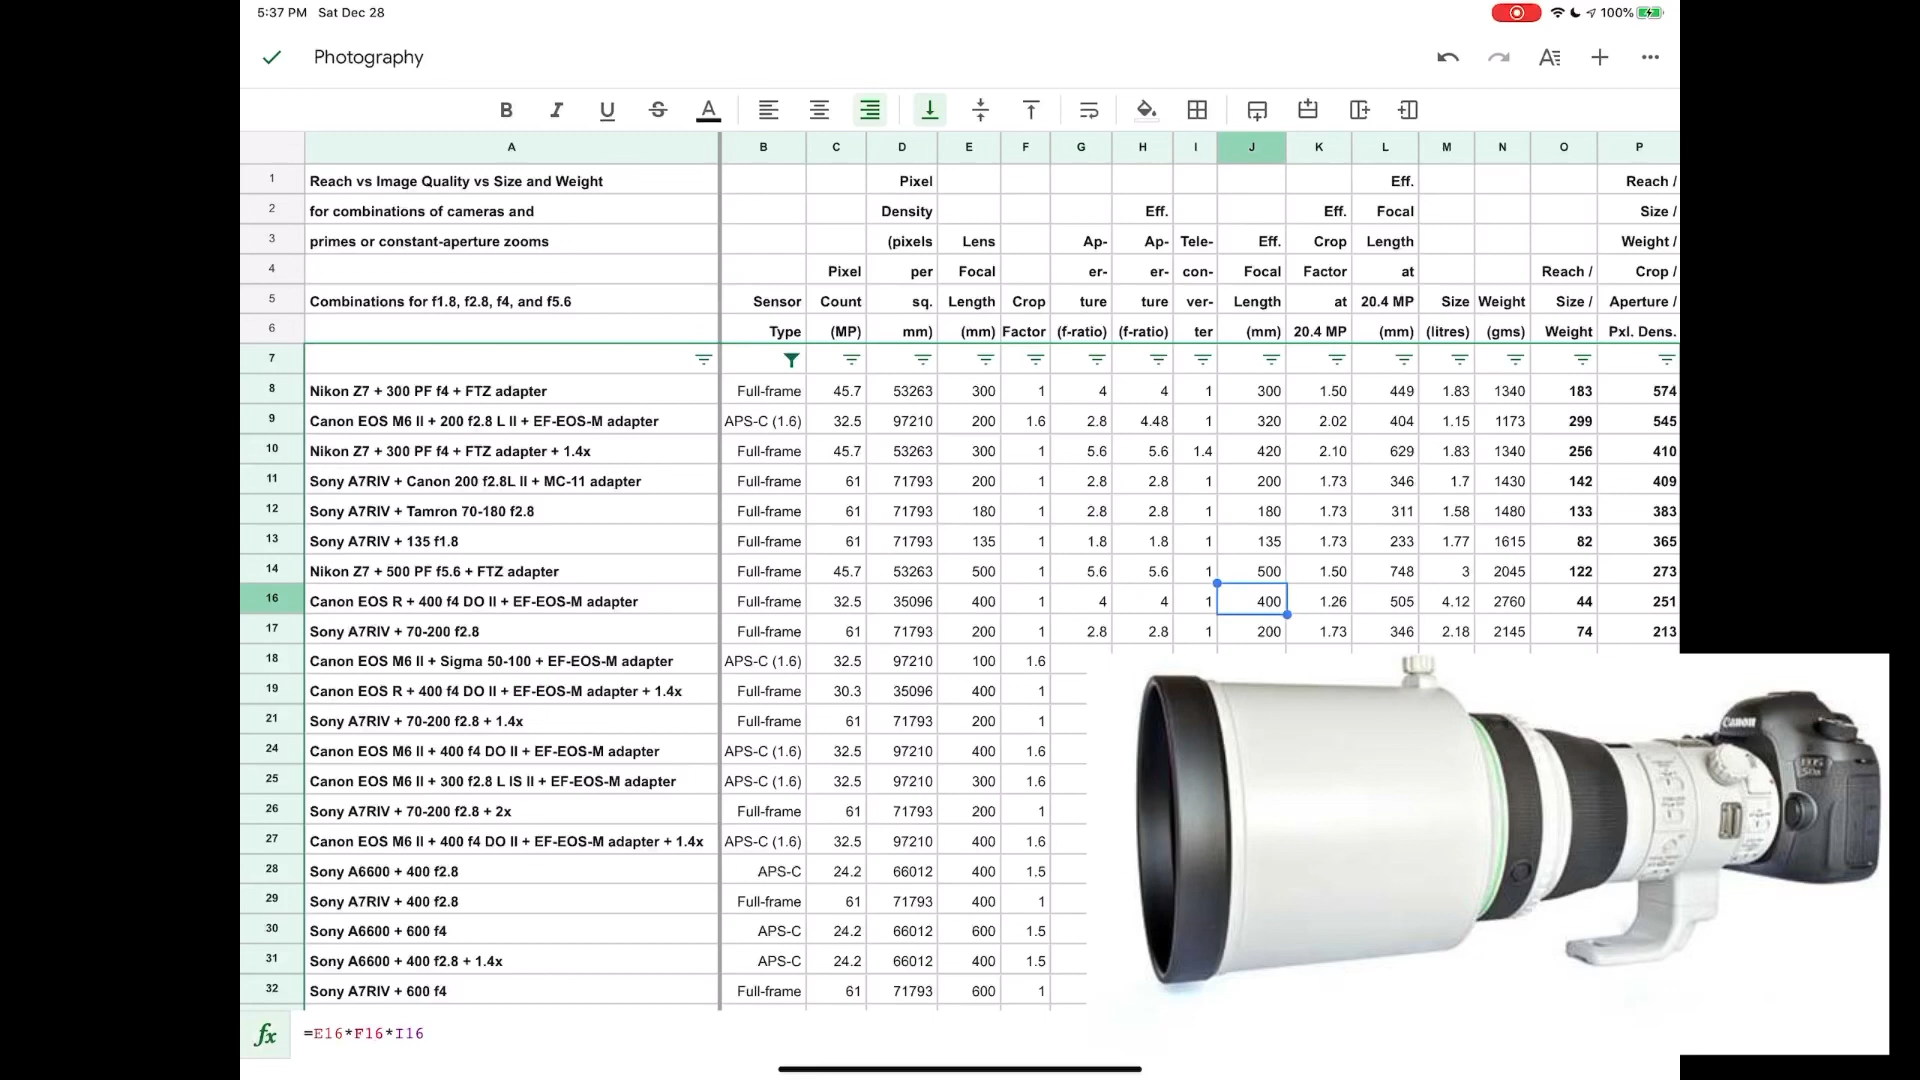 5:37 PM Sat Dec 28 100%
Photography
B I U S A
A B C D E F G H I J K L M N O P
1 Reach vs Image Quality vs Size and Weight Pixel Eff. Reach /
2 for combinations of cameras and Density Eff. Eff. Focal Size /
3 primes or constant-aperture zooms (pixels Lens Ap- Ap- Tele- Eff. Crop Length Weight /
4 Pixel per Focal er- er- con- Focal Factor at Reach / Crop /
5 Combinations for f1.8, f2.8, f4, and f5.6 Sensor Count sq. Length Crop ture ture ver- Length at 20.4 MP Size Weight Size / Aperture /
6 Type (MP) mm) (mm) Factor (f-ratio) (f-ratio) ter (mm) 20.4 MP (mm) (litres) (gms) Weight Pxl. Dens.
7
8 Nikon Z7 + 300 PF f4 + FTZ adapter Full-frame 45.7 53263 300 1 4 4 1 300 1.50 449 1.83 1340 183 574
9 Canon EOS M6 II + 200 f2.8 L II + EF-EOS-M adapter APS-C (1.6) 32.5 97210 200 1.6 2.8 4.48 1 320 2.02 404 1.15 1173 299 545
10 Nikon Z7 + 300 PF f4 + FTZ adapter + 1.4x Full-frame 45.7 53263 300 1 5.6 5.6 1.4 420 2.10 629 1.83 1340 256 410
11 Sony A7RIV + Canon 200 f2.8L II + MC-11 adapter Full-frame 61 71793 200 1 2.8 2.8 1 200 1.73 346 1.7 1430 142 409
12 Sony A7RIV + Tamron 70-180 f2.8 Full-frame 61 71793 180 1 2.8 2.8 1 180 1.73 311 1.58 1480 133 383
13 Sony A7RIV + 135 f1.8 Full-frame 61 71793 135 1 1.8 1.8 1 135 1.73 233 1.77 1615 82 365
14 Nikon Z7 + 500 PF f5.6 + FTZ adapter Full-frame 45.7 53263 500 1 5.6 5.6 1 500 1.50 748 3 2045 122 273
16 Canon EOS R + 400 f4 DO II + EF-EOS-M adapter Full-frame 32.5 35096 400 1 4 4 1 400 1.26 505 4.12 2760 44 251
17 Sony A7RIV + 70-200 f2.8 Full-frame 61 71793 200 1 2.8 2.8 1 200 1.73 346 2.18 2145 74 213
18 Canon EOS M6 II + Sigma 50-100 + EF-EOS-M adapter APS-C (1.6) 32.5 97210 100 1.6
19 Canon EOS R + 400 f4 DO II + EF-EOS-M adapter + 1.4x Full-frame 30.3 35096 400 1
21 Sony A7RIV + 70-200 f2.8 + 1.4x Full-frame 61 71793 200 1
24 Canon EOS M6 II + 400 f4 DO II + EF-EOS-M adapter APS-C (1.6) 32.5 97210 400 1.6
25 Canon EOS M6 II + 300 f2.8 L IS II + EF-EOS-M adapter APS-C (1.6) 32.5 97210 300 1.6
26 Sony A7RIV + 70-200 f2.8 + 2x Full-frame 61 71793 200 1
27 Canon EOS M6 II + 400 f4 DO II + EF-EOS-M adapter + 1.4x APS-C (1.6) 32.5 97210 400 1.6
28 Sony A6600 + 400 f2.8 APS-C 24.2 66012 400 1.5
29 Sony A7RIV + 400 f2.8 Full-frame 61 71793 400 1
30 Sony A6600 + 600 f4 APS-C 24.2 66012 600 1.5
31 Sony A6600 + 400 f2.8 + 1.4x APS-C 24.2 66012 400 1.5
32 Sony A7RIV + 600 f4 Full-frame 61 71793 600 1
Canon
EOS
fx =E16*F16*I16